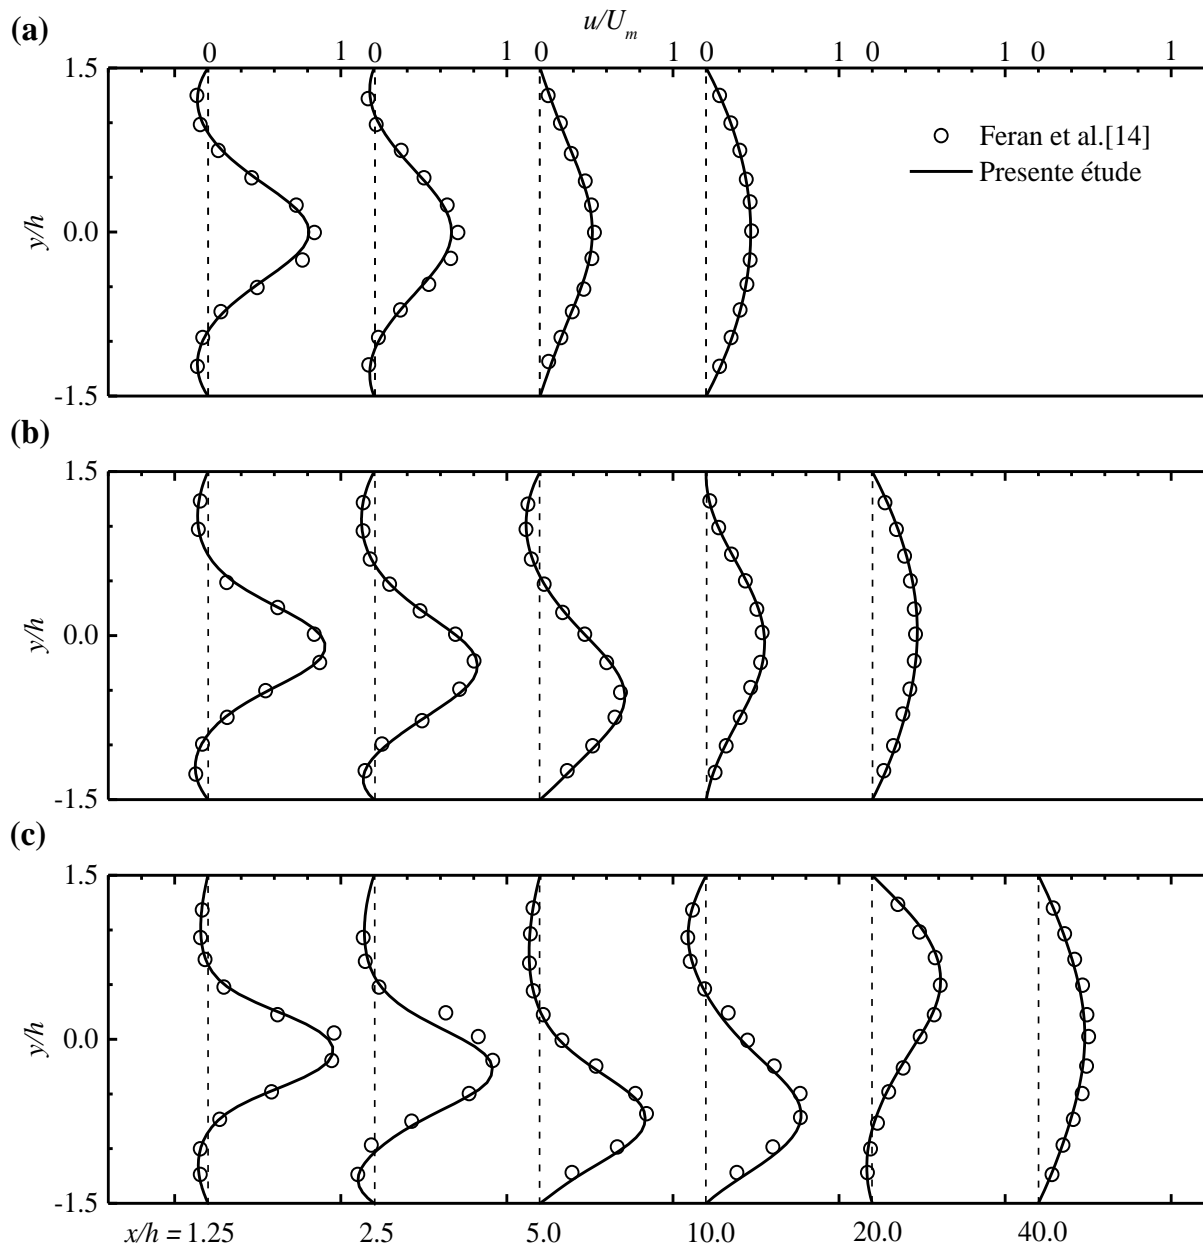 (a)
u/U_m
0 1 0 1 0 1 0 1 0 1 0 1
1.5
Feran et al.[14]
Presente étude
y/h
0.0
-1.5
(b)
1.5
y/h
0.0
-1.5
(c)
1.5
y/h
0.0
-1.5
x/h = 1.25 2.5 5.0 10.0 20.0 40.0